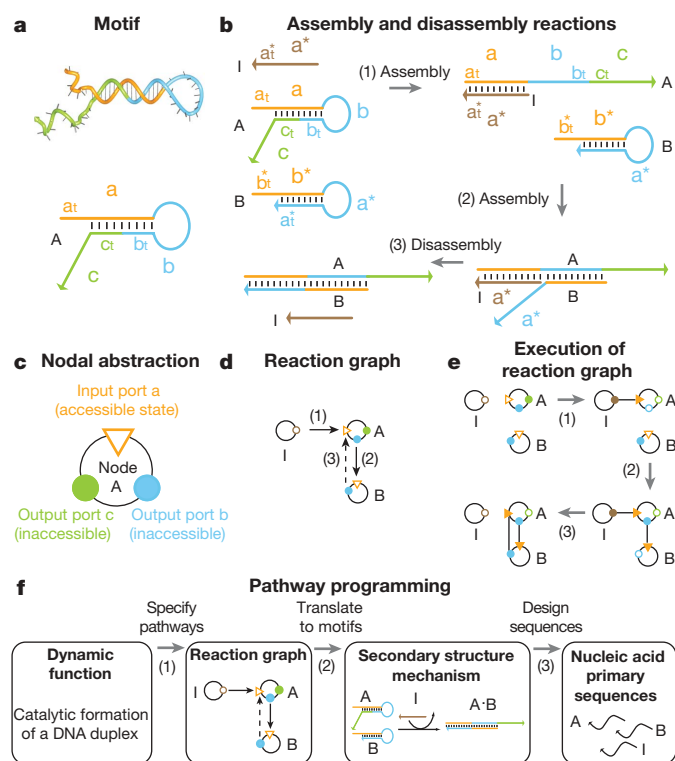 a Motif
a
at
A
ct
bt
b
c
b Assembly and disassembly reactions
I
at* a*
(1) Assembly
a b c
at bt ct
A
at* a* I
at a
A
ct bt
b
c
bt* b*
B
a*
bt* b*
B
at*
a*
(2) Assembly
(3) Disassembly
A
B
I
A
I a* B
a*
c Nodal abstraction
Input port a
(accessible state)
Node
A
Output port c
(inaccessible)
Output port b
(inaccessible)
d Reaction graph
(1)
I
A
(3)
(2)
B
e Execution of
reaction graph
I
A
B
(1)
I
A
B
(2)
I
A
B
(3)
I
A
B
f Pathway programming
Specify
pathways
(1)
Translate
to motifs
(2)
Design
sequences
(3)
Dynamic
function
Catalytic formation
of a DNA duplex
Reaction graph
I
A
B
Secondary structure
mechanism
A
I
A·B
B
Nucleic acid
primary
sequences
A
B
I